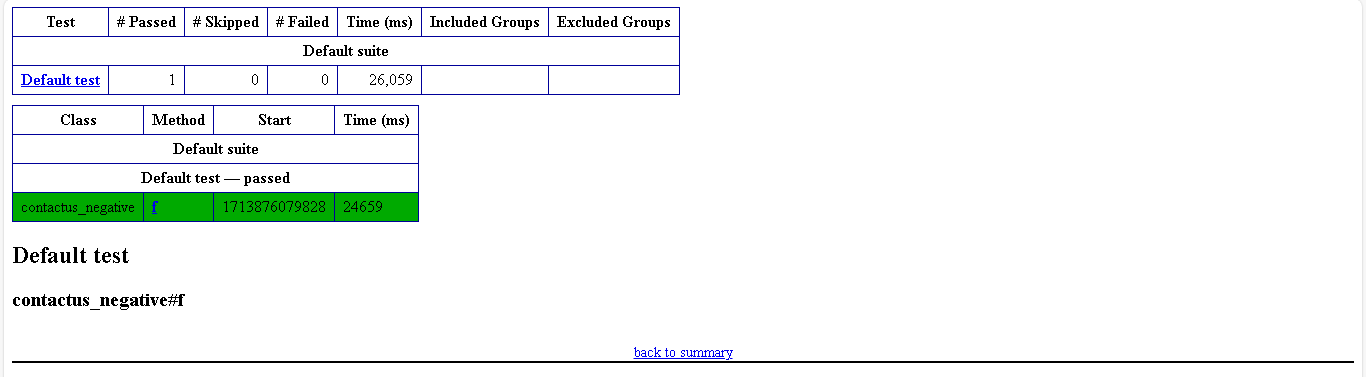 Test # Passed # Skipped # Failed Time (ms) Included Groups Excluded Groups
Default suite
Default test 1 0 0 26,059
Class Method Start Time (ms)
Default suite
Default test — passed
contactus_negative f 1713876079828 24659
Default test
contactus_negative#f
back to summary